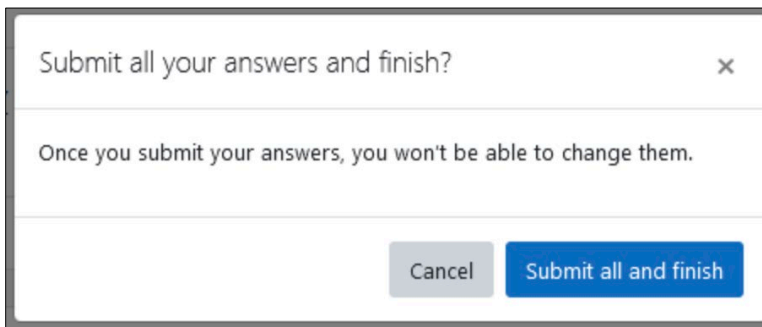 Submit all your answers and finish?
×
Once you submit your answers, you won't be able to change them.
Cancel
Submit all and finish